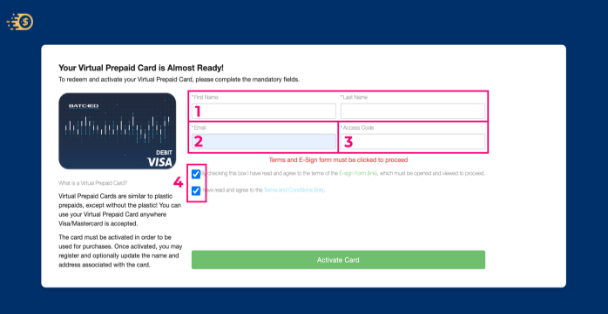 Your Virtual Prepaid Card is Almost Ready!
To redeem and activate your Virtual Prepaid Card, please complete the mandatory fields.
BATCHED
DEBIT
VISA
What is a Virtual Prepaid Card?
Virtual Prepaid Cards are similar to plastic
prepaids, except without the plastic! You can
use your Virtual Prepaid Card anywhere
Visa/Mastercard is accepted.
The card must be activated in order to be
used for purchases. Once activated, you may
register and optionally update the name and
address associated with the card.
*First Name
*Last Name
1
*Email
*Access Code
2
3
Terms and E-Sign form must be clicked to proceed
4
By checking this box I have read and agree to the terms of the E-sign Form (link), which must be opened and viewed to proceed.
I have read and agree to the Terms and Conditions (link).
Activate Card